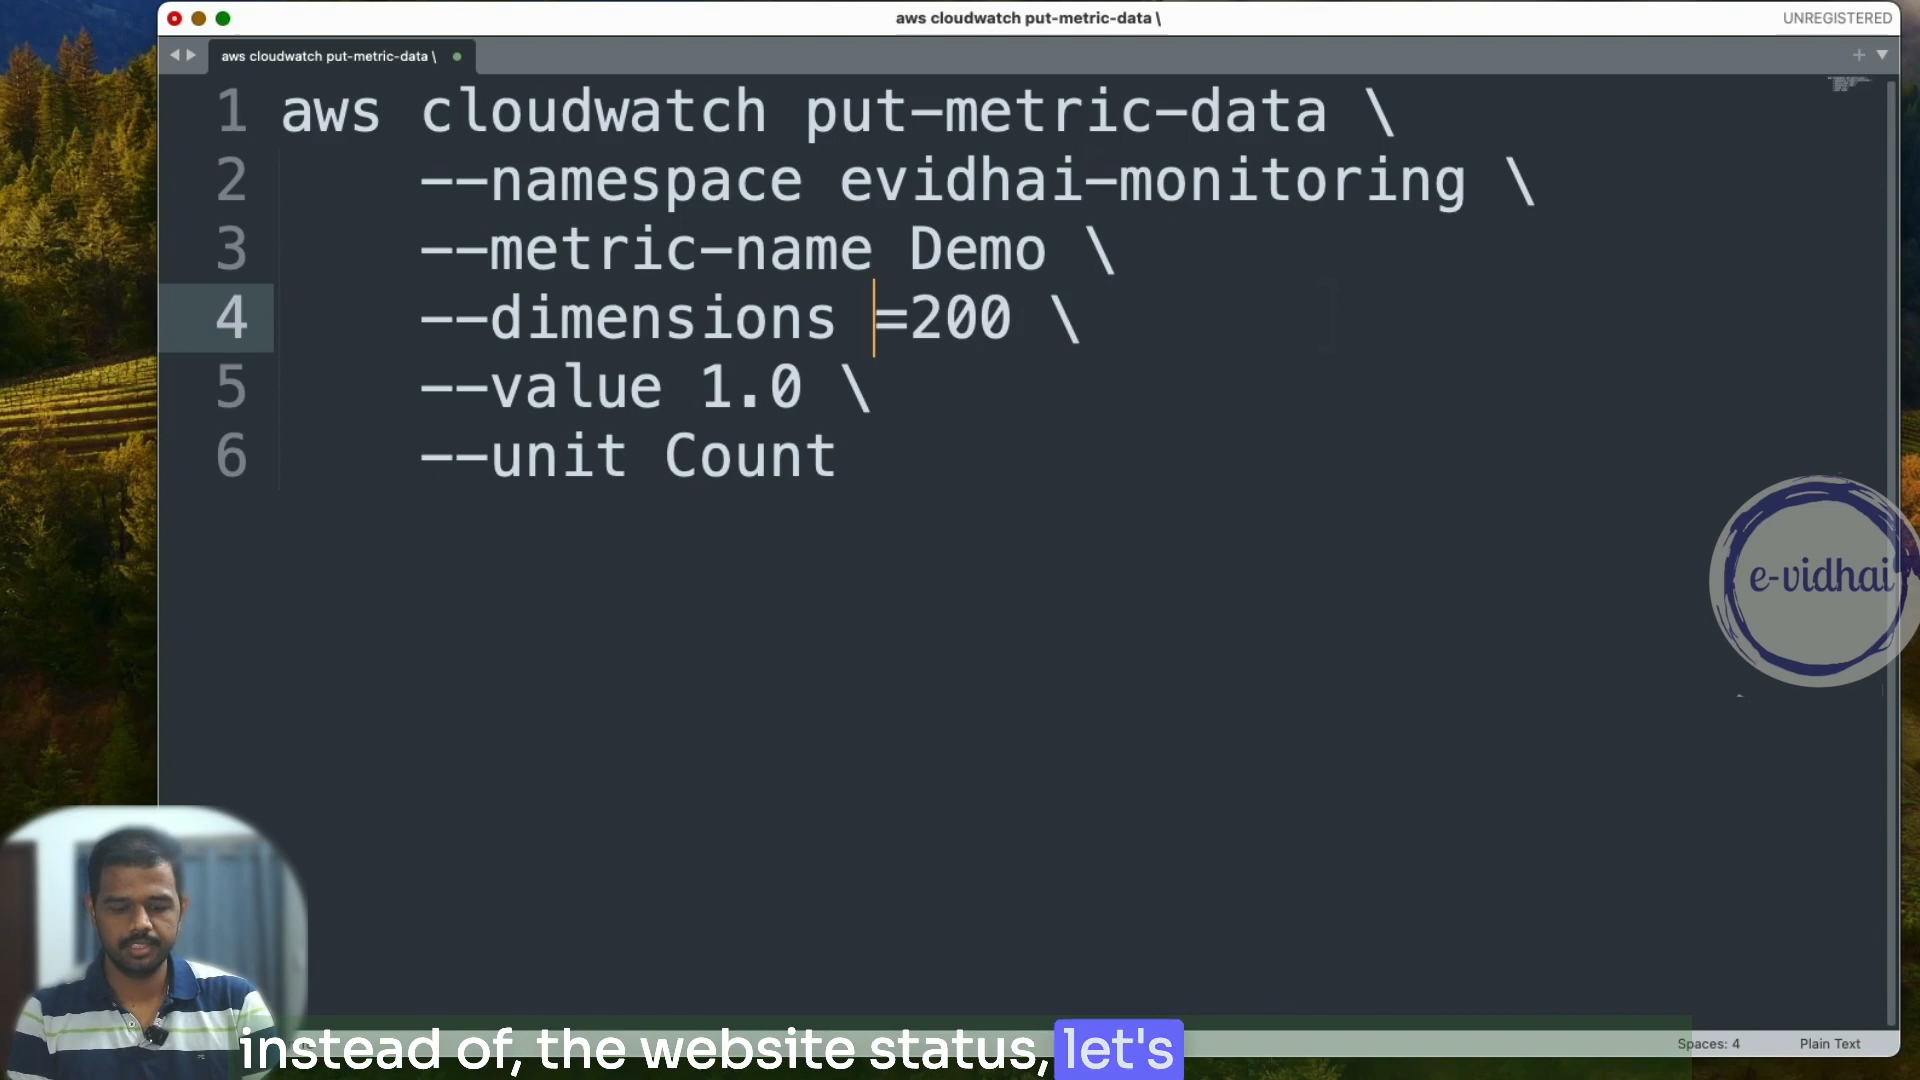 aws cloudwatch put-metric-data \
UNREGISTERED
aws cloudwatch put-metric-data \
1 aws cloudwatch put-metric-data \
2 --namespace evidhai-monitoring \
3 --metric-name Demo \
4 --dimensions =200 \
5 --value 1.0 \
6 --unit Count
e-vidhai
instead of, the website status, let's
Spaces: 4
Plain Text